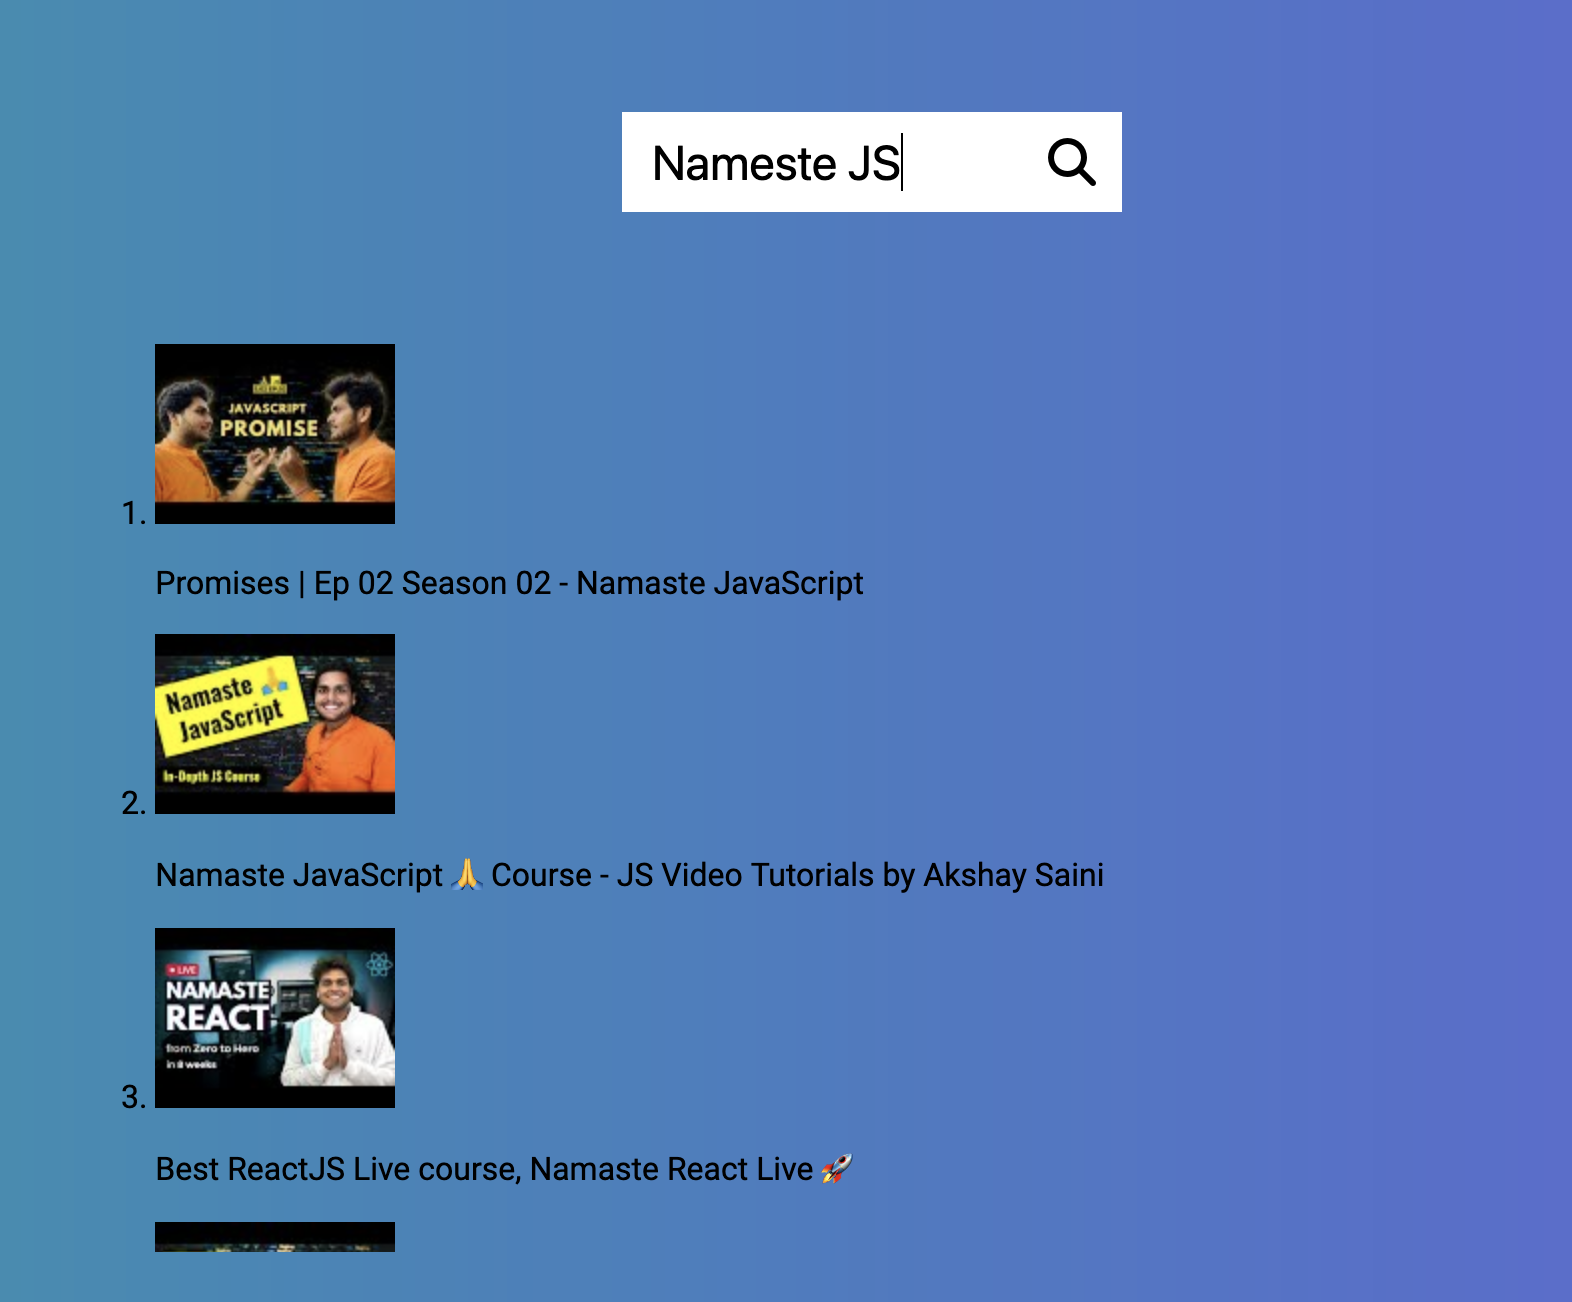 Nameste JS
JAVASCRIPT
PROMISE
1.
Promises | Ep 02 Season 02 - Namaste JavaScript
Namaste 🙏
JavaScript
In-Depth JS Course
2.
Namaste JavaScript 🙏 Course - JS Video Tutorials by Akshay Saini
LIVE
NAMASTE
REACT
from Zero to Hero
in 8 weeks
3.
Best ReactJS Live course, Namaste React Live 🚀